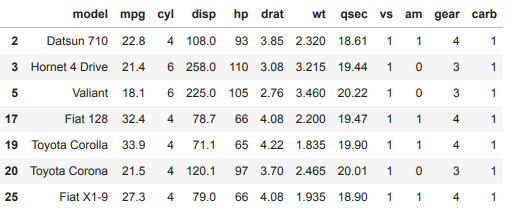 model mpg cyl disp hp drat wt qsec vs am gear carb
2 Datsun 710 22.8 4 108.0 93 3.85 2.320 18.61 1 1 4 1
3 Hornet 4 Drive 21.4 6 258.0 110 3.08 3.215 19.44 1 0 3 1
5 Valiant 18.1 6 225.0 105 2.76 3.460 20.22 1 0 3 1
17 Fiat 128 32.4 4 78.7 66 4.08 2.200 19.47 1 1 4 1
19 Toyota Corolla 33.9 4 71.1 65 4.22 1.835 19.90 1 1 4 1
20 Toyota Corona 21.5 4 120.1 97 3.70 2.465 20.01 1 0 3 1
25 Fiat X1-9 27.3 4 79.0 66 4.08 1.935 18.90 1 1 4 1